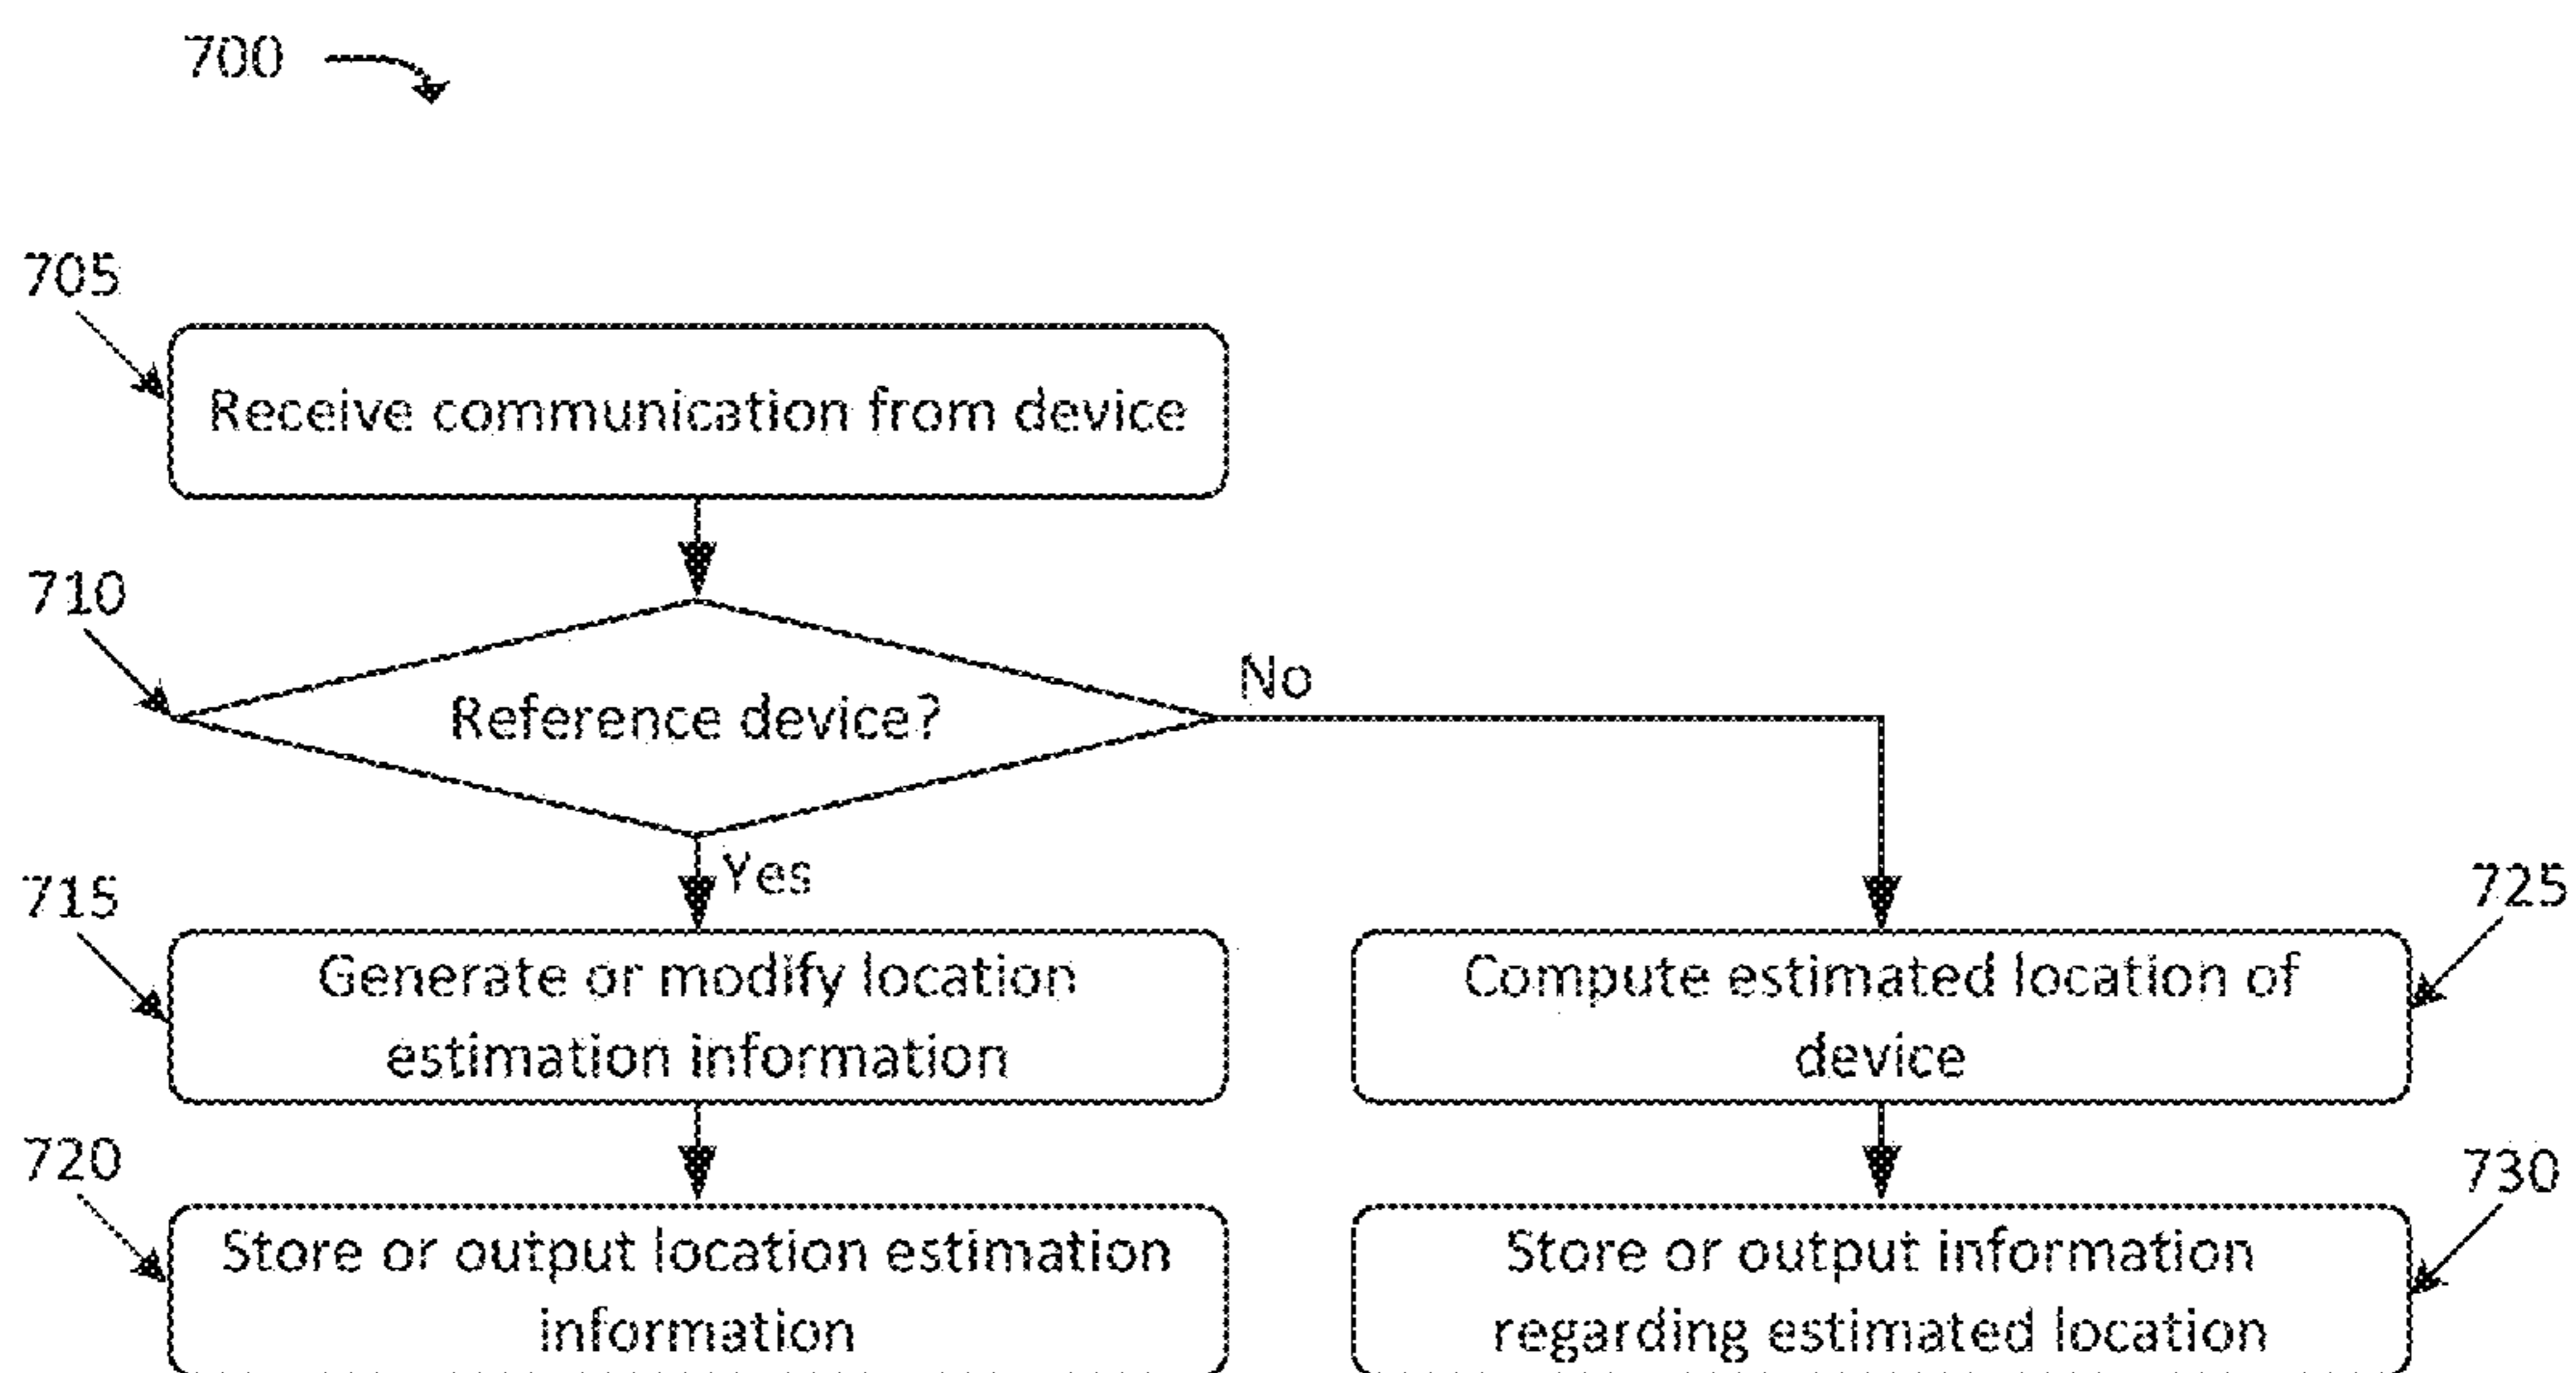 700
705
Receive communication from device
710
Reference device?
No
Yes
715
Generate or modify location
estimation information
725
Compute estimated location of
device
720
Store or output location estimation
information
730
Store or output information
regarding estimated location